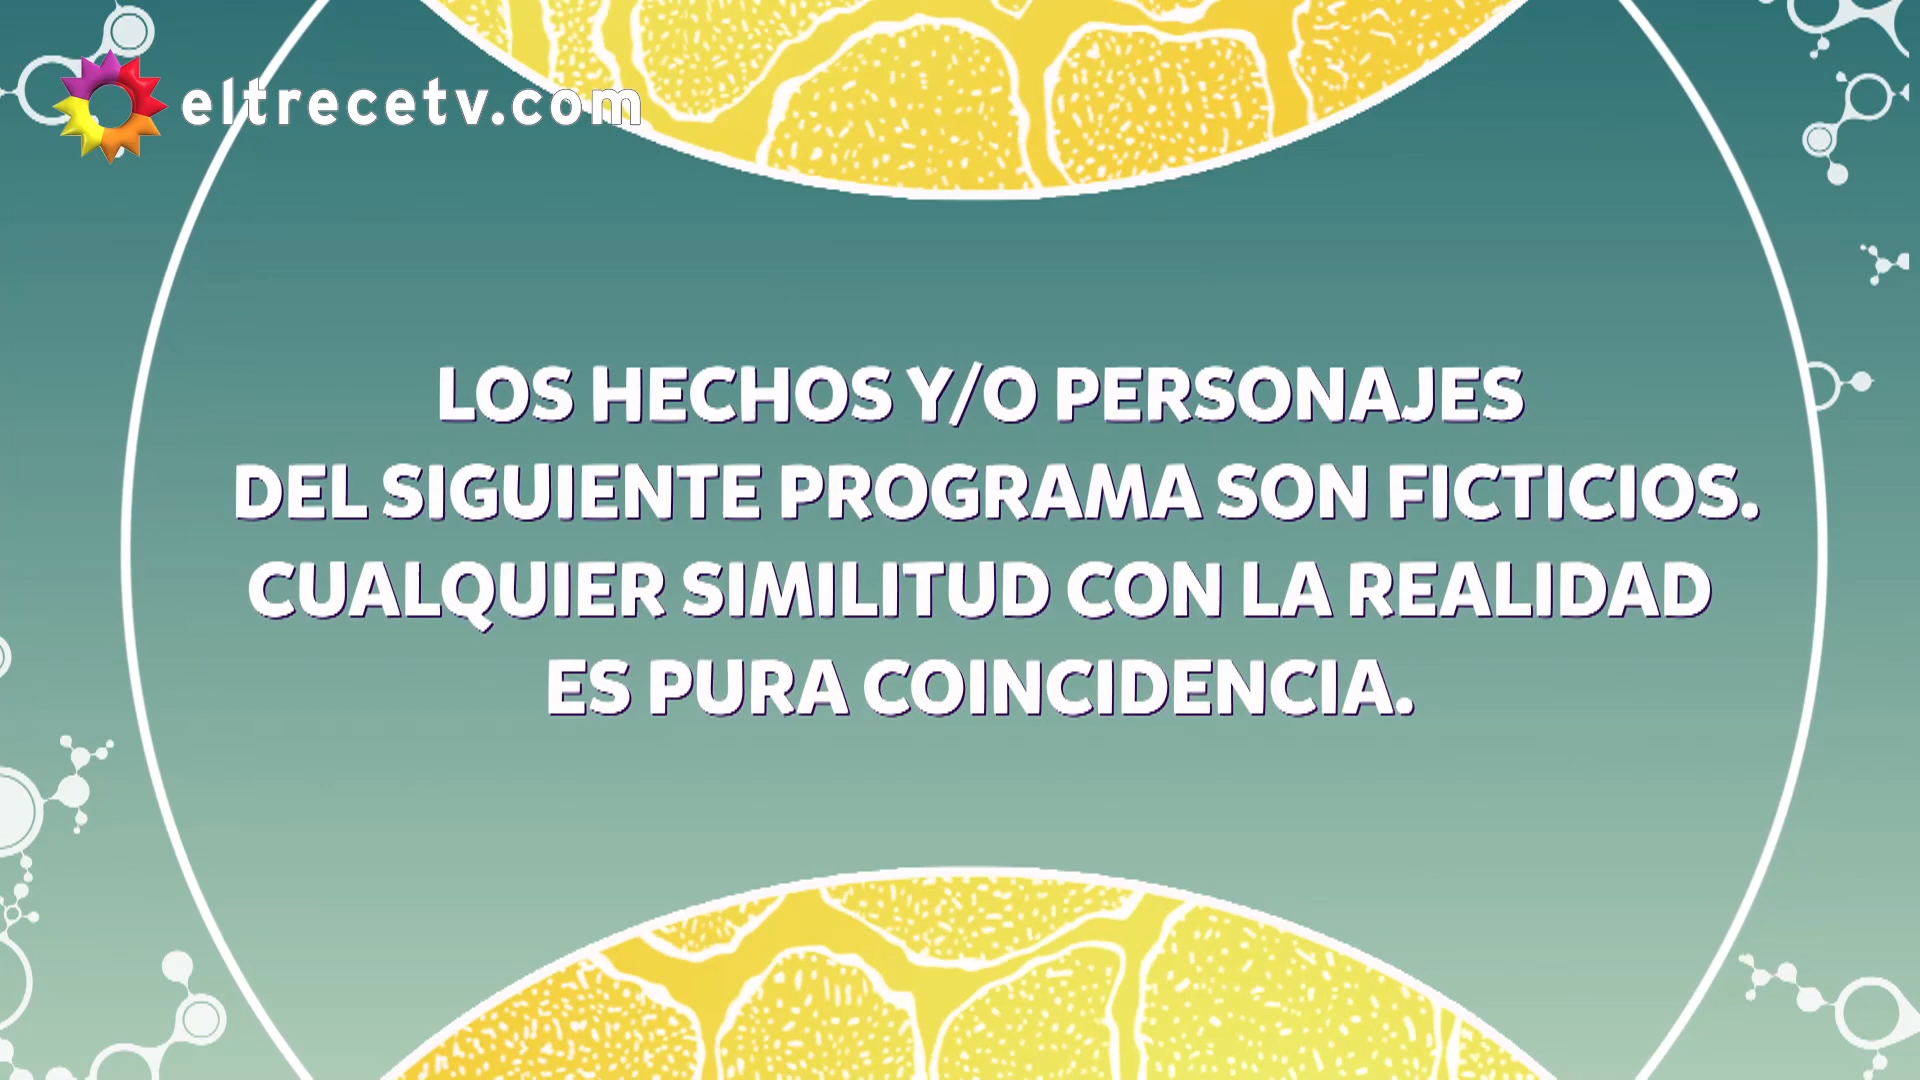 eltrecetv.com
LOS HECHOS Y/O PERSONAJES
DEL SIGUIENTE PROGRAMA SON FICTICIOS.
CUALQUIER SIMILITUD CON LA REALIDAD
ES PURA COINCIDENCIA.